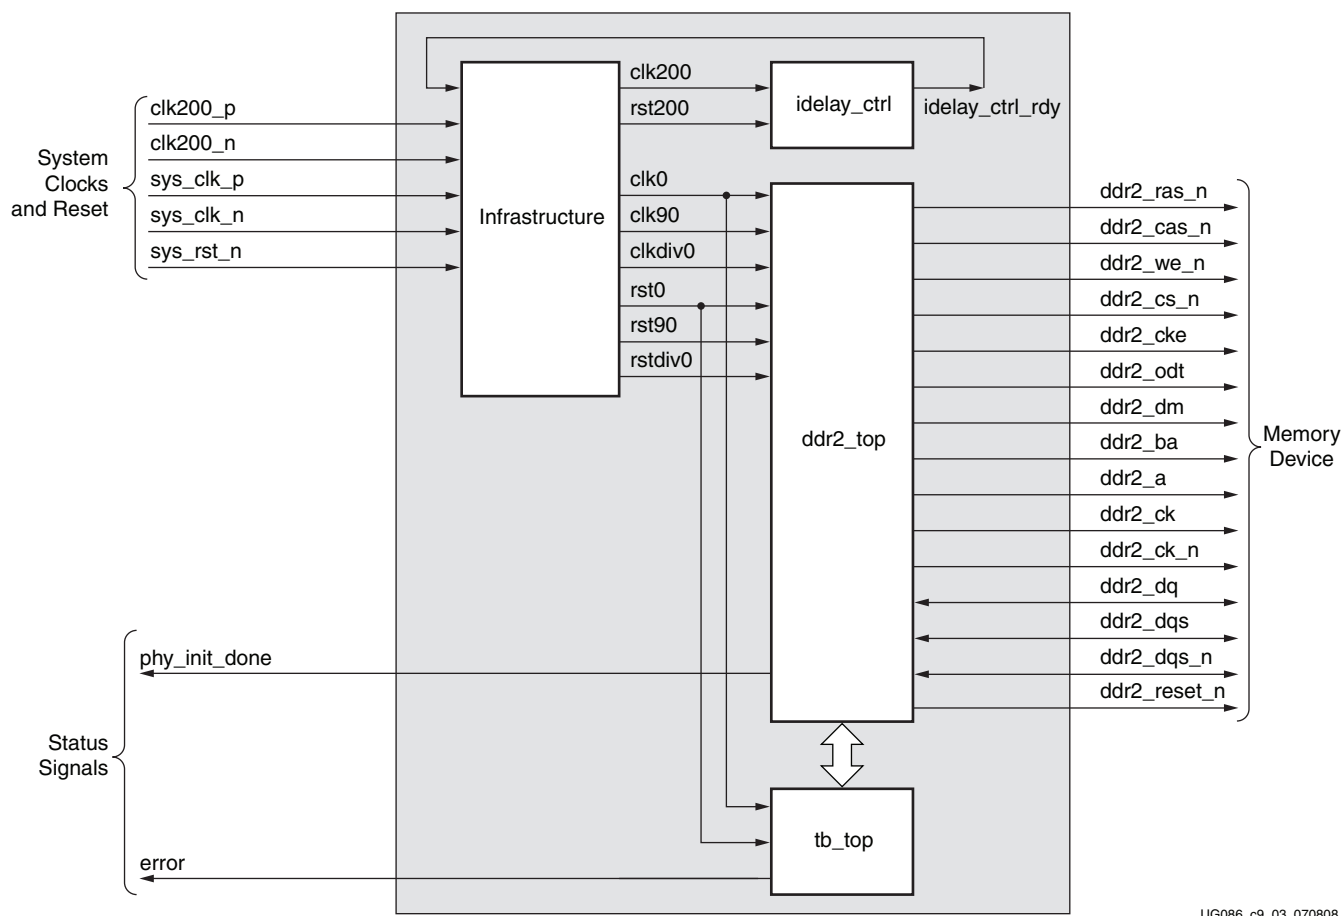 clk200
idelay_ctrl
rst200
idelay_ctrl_rdy
clk200_p
clk200_n
System
Clocks
and Reset
sys_clk_p
sys_clk_n
sys_rst_n
Infrastructure
clk0
clk90
clkdiv0
rst0
rst90
rstdiv0
ddr2_top
ddr2_ras_n
ddr2_cas_n
ddr2_we_n
ddr2_cs_n
ddr2_cke
ddr2_odt
ddr2_dm
ddr2_ba
ddr2_a
ddr2_ck
ddr2_ck_n
ddr2_dq
ddr2_dqs
ddr2_dqs_n
ddr2_reset_n
Memory
Device
phy_init_done
Status
Signals
error
tb_top
UG086_c9_03_070808